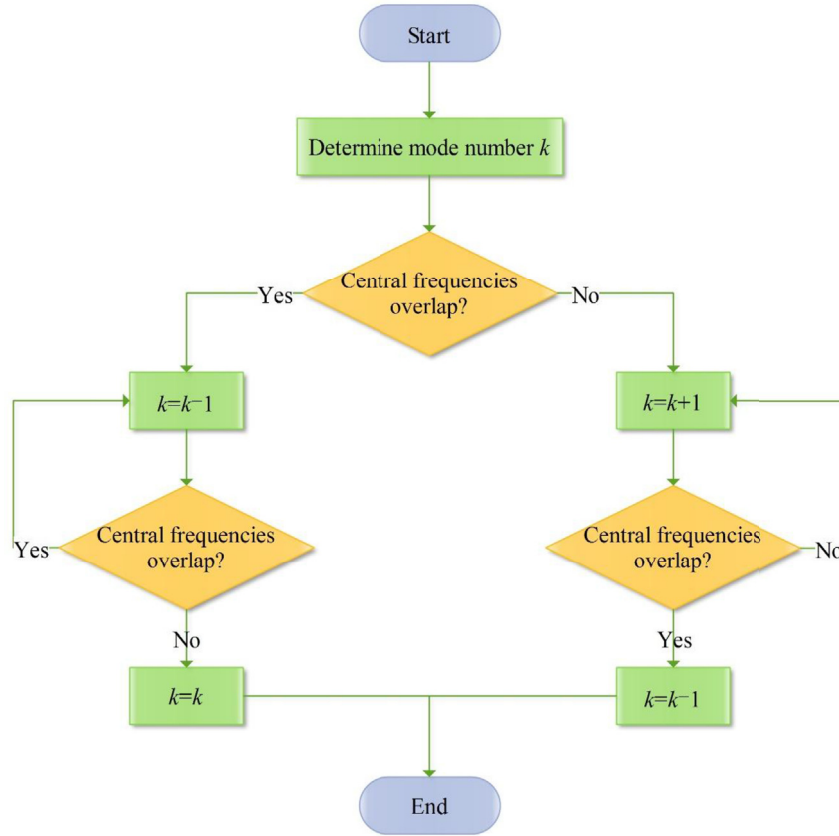 Start
Determine mode number k
Central frequencies
overlap?
Yes
No
k=k−1
k=k+1
Central frequencies
overlap?
Yes
Central frequencies
overlap?
No
No
Yes
k=k
k=k−1
End